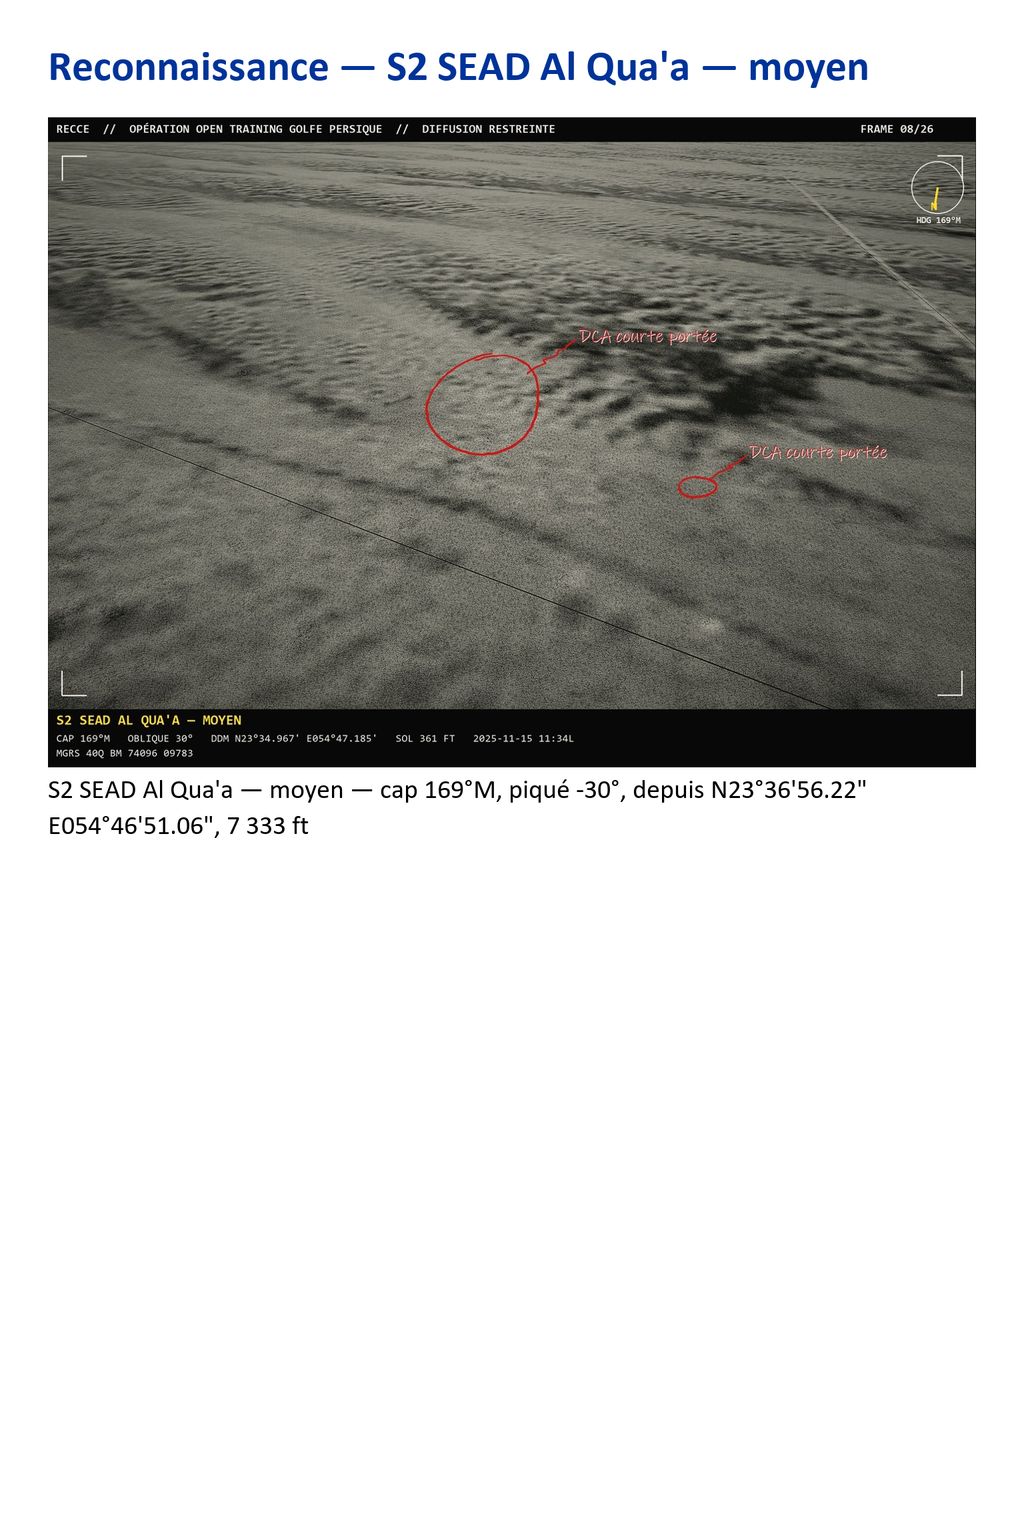 Reconnaissance — S2 SEAD Al Qua'a — moyen
RECCE // OPÉRATION OPEN TRAINING GOLFE PERSIQUE // DIFFUSION RESTREINTE FRAME 08/26
N
HDG 169°M
DCA courte portée
DCA courte portée
S2 SEAD AL QUA'A — MOYEN
CAP 169°M OBLIQUE 30° DDM N23°34.967' E054°47.185' SOL 361 FT 2025-11-15 11:34L
MGRS 40Q BM 74096 09783
S2 SEAD Al Qua'a — moyen — cap 169°M, piqué -30°, depuis N23°36'56.22"
E054°46'51.06", 7 333 ft